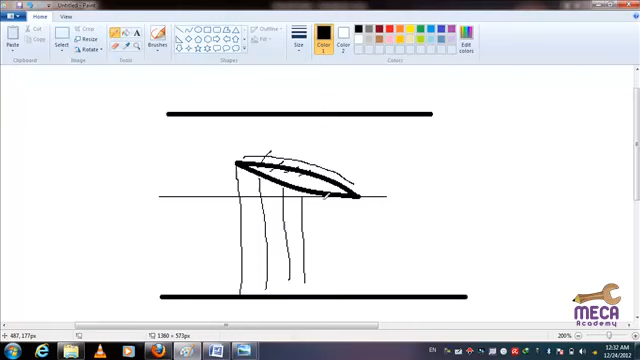 Untitled - Paint
Home
View
Paste
Cut
Copy
Clipboard
Select
Crop
Resize
Rotate
Image
Tools
Brushes
Shapes
Outline
Fill
Size
Color
1
Color
2
Colors
Edit
colors
MECA
Academy
487, 177px
1360 × 573px
200%
EN
12:32 AM
12/24/2012